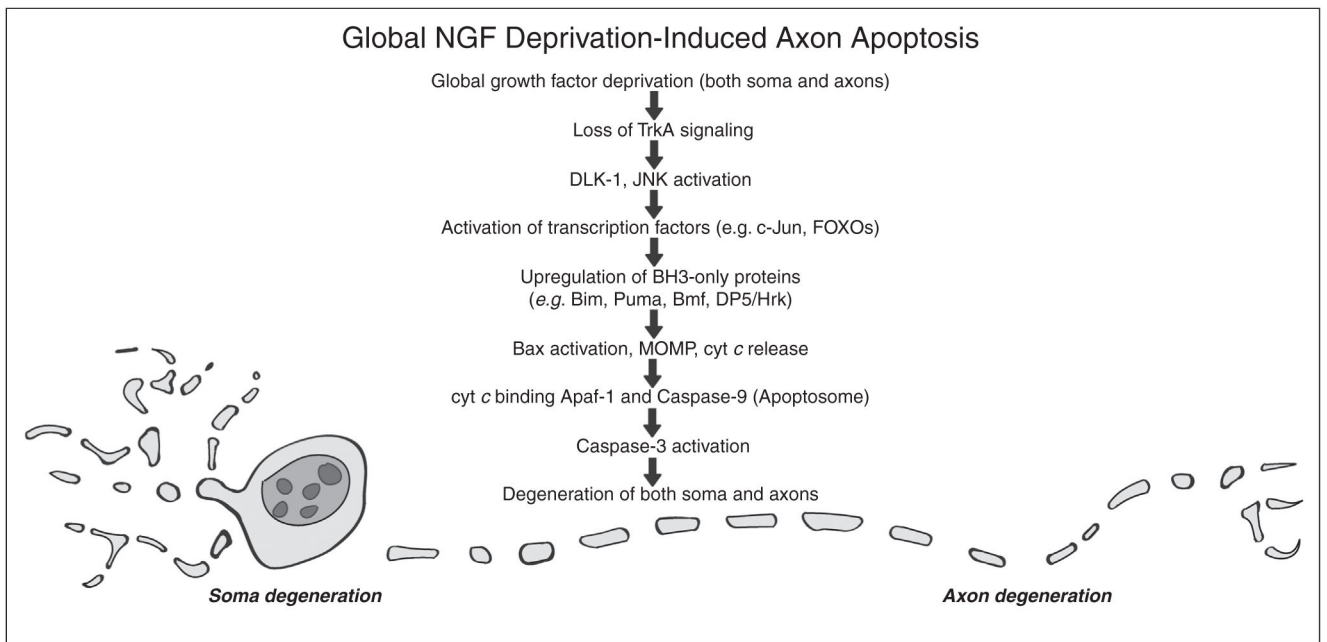 Global NGF Deprivation-Induced Axon Apoptosis
Global growth factor deprivation (both soma and axons)
Loss of TrkA signaling
DLK-1, JNK activation
Activation of transcription factors (e.g. c-Jun, FOXOs)
Upregulation of BH3-only proteins
(e.g. Bim, Puma, Bmf, DP5/Hrk)
Bax activation, MOMP, cyt c release
cyt c binding Apaf-1 and Caspase-9 (Apoptosome)
Caspase-3 activation
Degeneration of both soma and axons
Soma degeneration
Axon degeneration